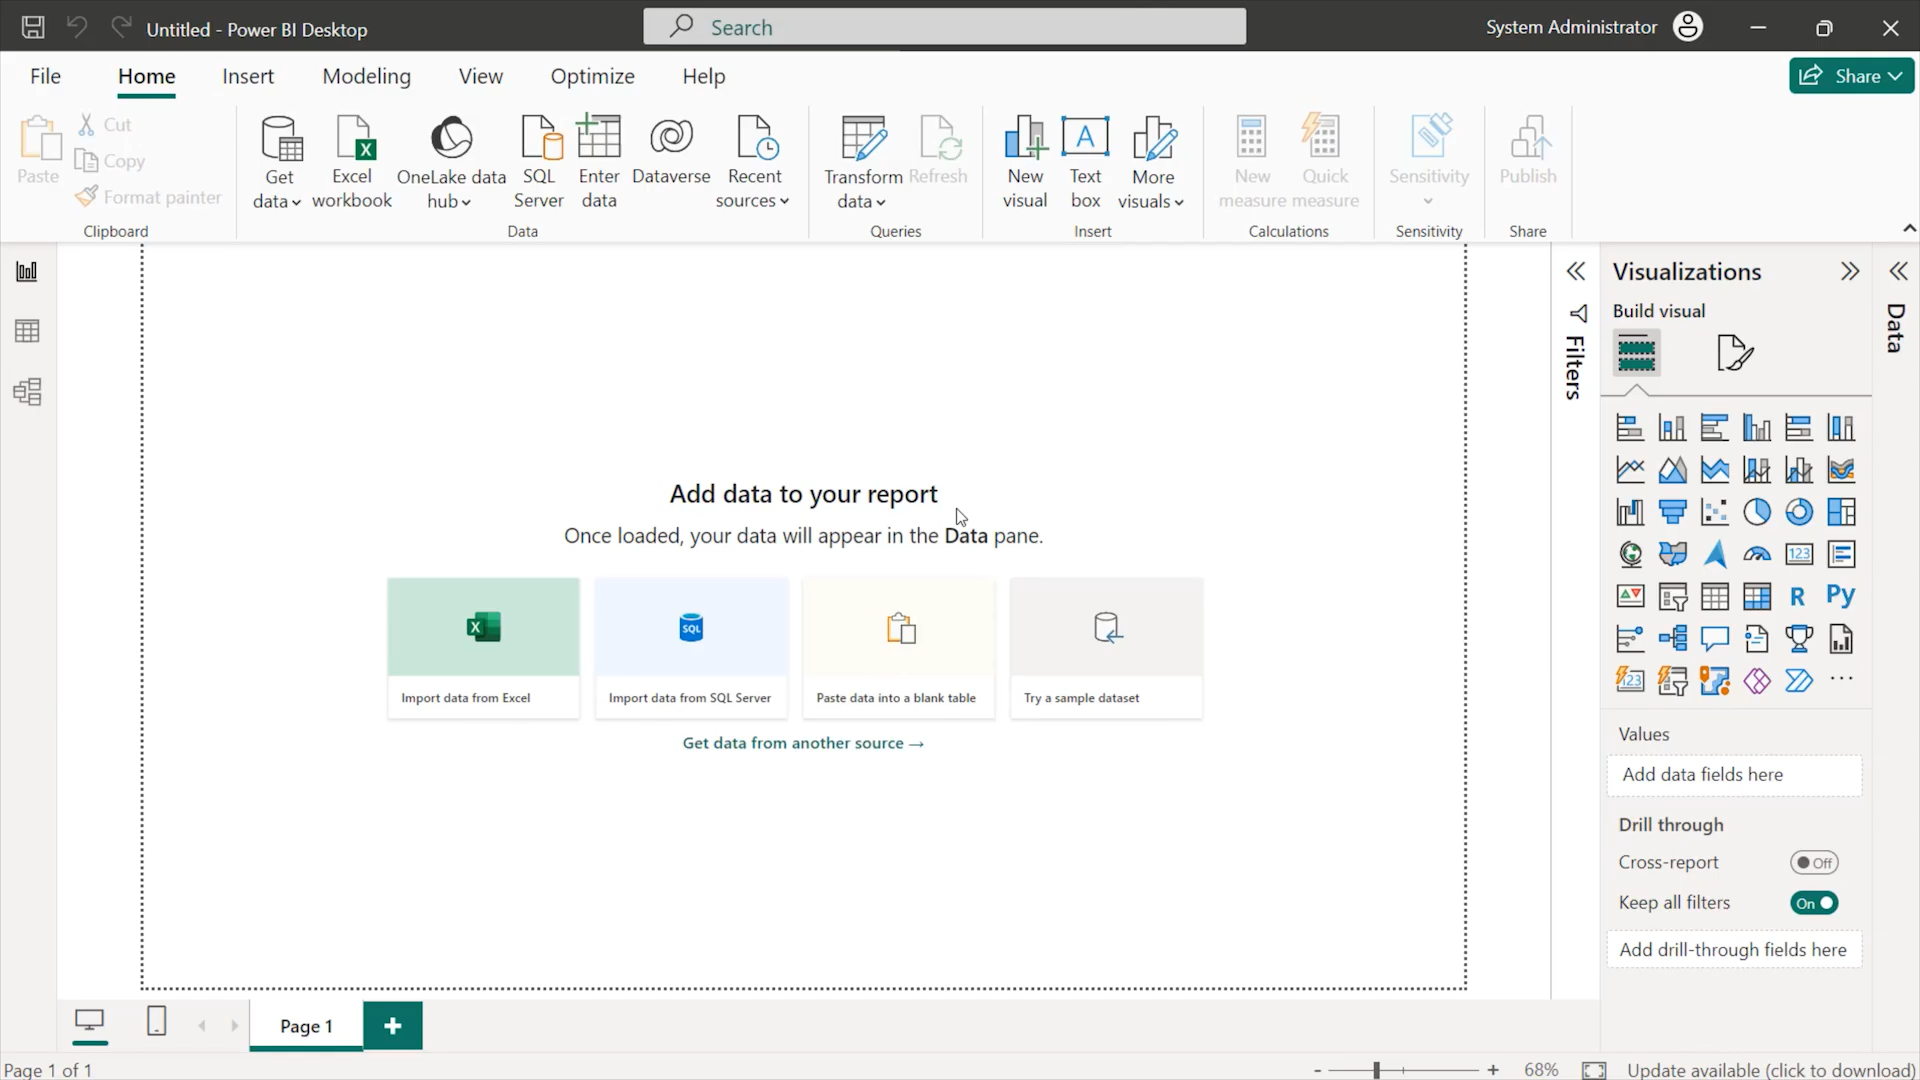 Untitled - Power BI Desktop
Search
System Administrator
File
Home
Insert
Modeling
View
Optimize
Help
Share
Paste
Cut
Copy
Format painter
Clipboard
Get
data
Excel
workbook
OneLake data
hub
SQL
Server
Enter
data
Dataverse
Recent
sources
Data
Transform
data
Refresh
Queries
New
visual
A
Text
box
More
visuals
Insert
New
measure
Quick
measure
Calculations
Sensitivity
Sensitivity
Publish
Share
Filters
Visualizations
Build visual
Data
123
R
Py
123
Values
Add data fields here
Drill through
Cross-report
Off
Keep all filters
On
Add drill-through fields here
Add data to your report
Once loaded, your data will appear in the Data pane.
X
SQL
Import data from Excel
Import data from SQL Server
Paste data into a blank table
Try a sample dataset
Get data from another source →
Page 1
+
Page 1 of 1
- + 68%
Update available (click to download)